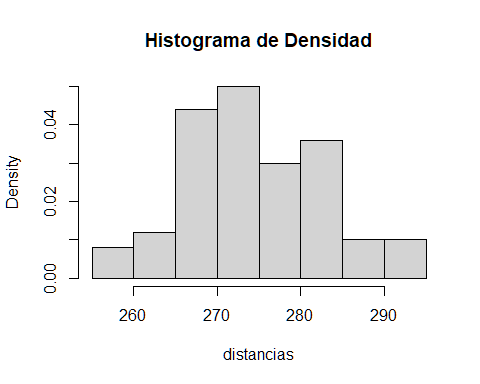 Histograma de Densidad
Density
0.00 0.02 0.04
260 270 280 290
distancias